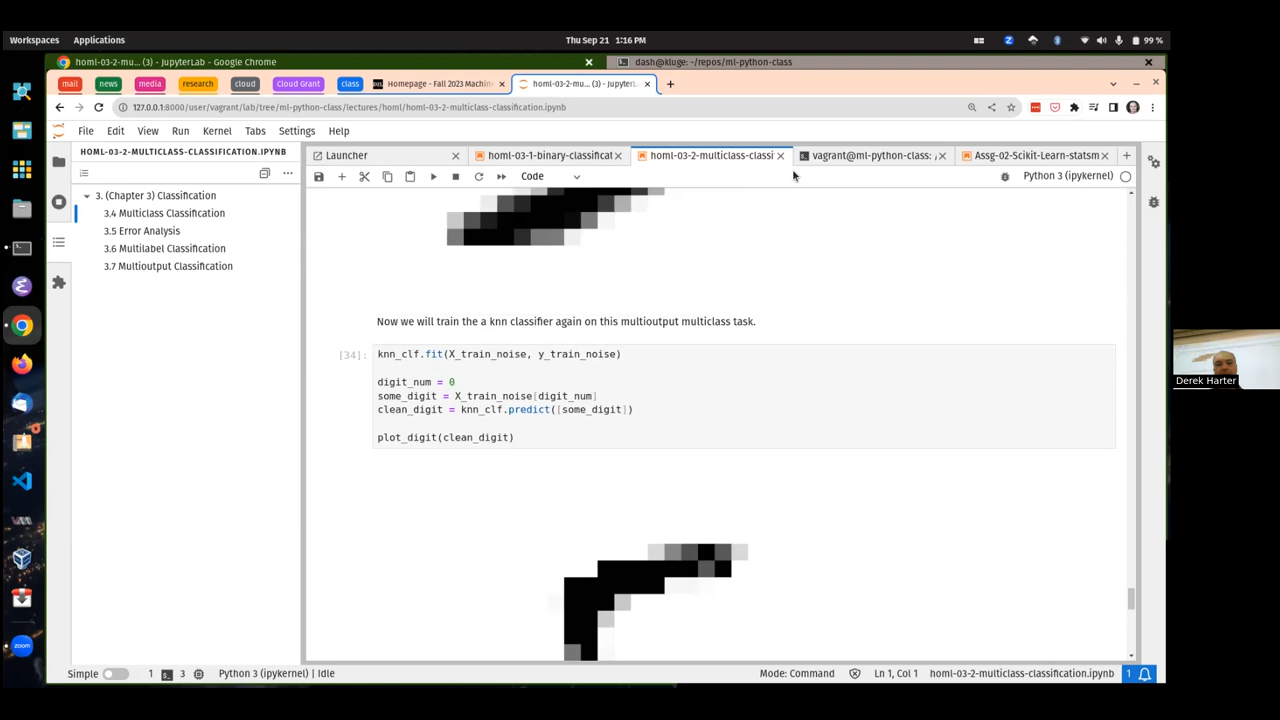 Workspaces Applications Thu Sep 21 1:16 PM 99 %
homl-03-2-mu... (3) - JupyterLab - Google Chrome
dash@kluge: ~/repos/ml-python-class
mail news media research cloud Cloud Grant class Homepage - Fall 2023 Machin homl-03-2-mu... (3) - JupyterL
127.0.0.1:8000/user/vagrant/lab/tree/ml-python-class/lectures/homl/homl-03-2-multiclass-classification.ipynb
File Edit View Run Kernel Tabs Settings Help
HOML-03-2-MULTICLASS-CLASSIFICATION.IPYNB
Launcher homl-03-1-binary-classificat homl-03-2-multiclass-classi vagrant@ml-python-class: / Assg-02-Scikit-Learn-statsm
Code Python 3 (ipykernel)
3. (Chapter 3) Classification
3.4 Multiclass Classification
3.5 Error Analysis
3.6 Multilabel Classification
3.7 Multioutput Classification
Now we will train the a knn classifier again on this multioutput multiclass task.
[34]: knn_clf.fit(X_train_noise, y_train_noise)
digit_num = 0
some_digit = X_train_noise[digit_num]
clean_digit = knn_clf.predict([some_digit])
plot_digit(clean_digit)
Derek Harter
zoom
Simple 1 3 Python 3 (ipykernel) | Idle Mode: Command Ln 1, Col 1 homl-03-2-multiclass-classification.ipynb 1